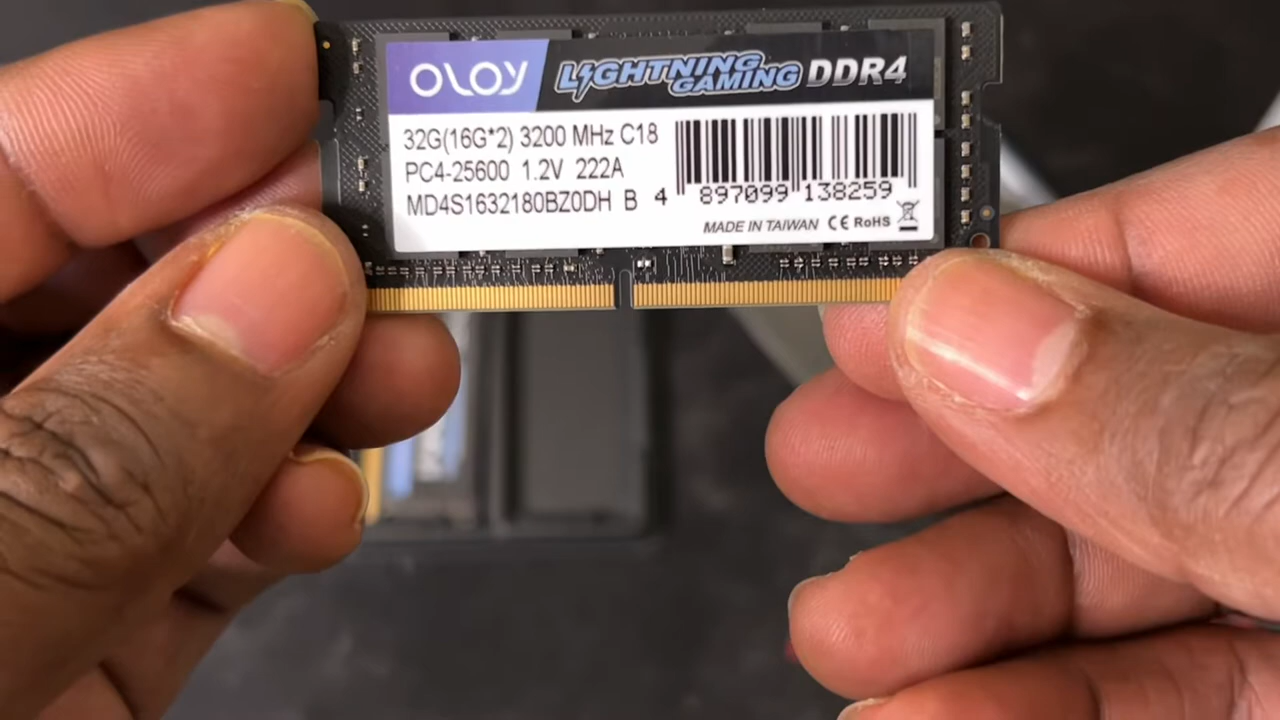 OLOY LIGHTNING GAMING DDR4
32G(16G*2) 3200 MHz C18
PC4-25600 1.2V 222A
MD4S1632180BZ0DH B
4 897099 138259
MADE IN TAIWAN CE RoHS